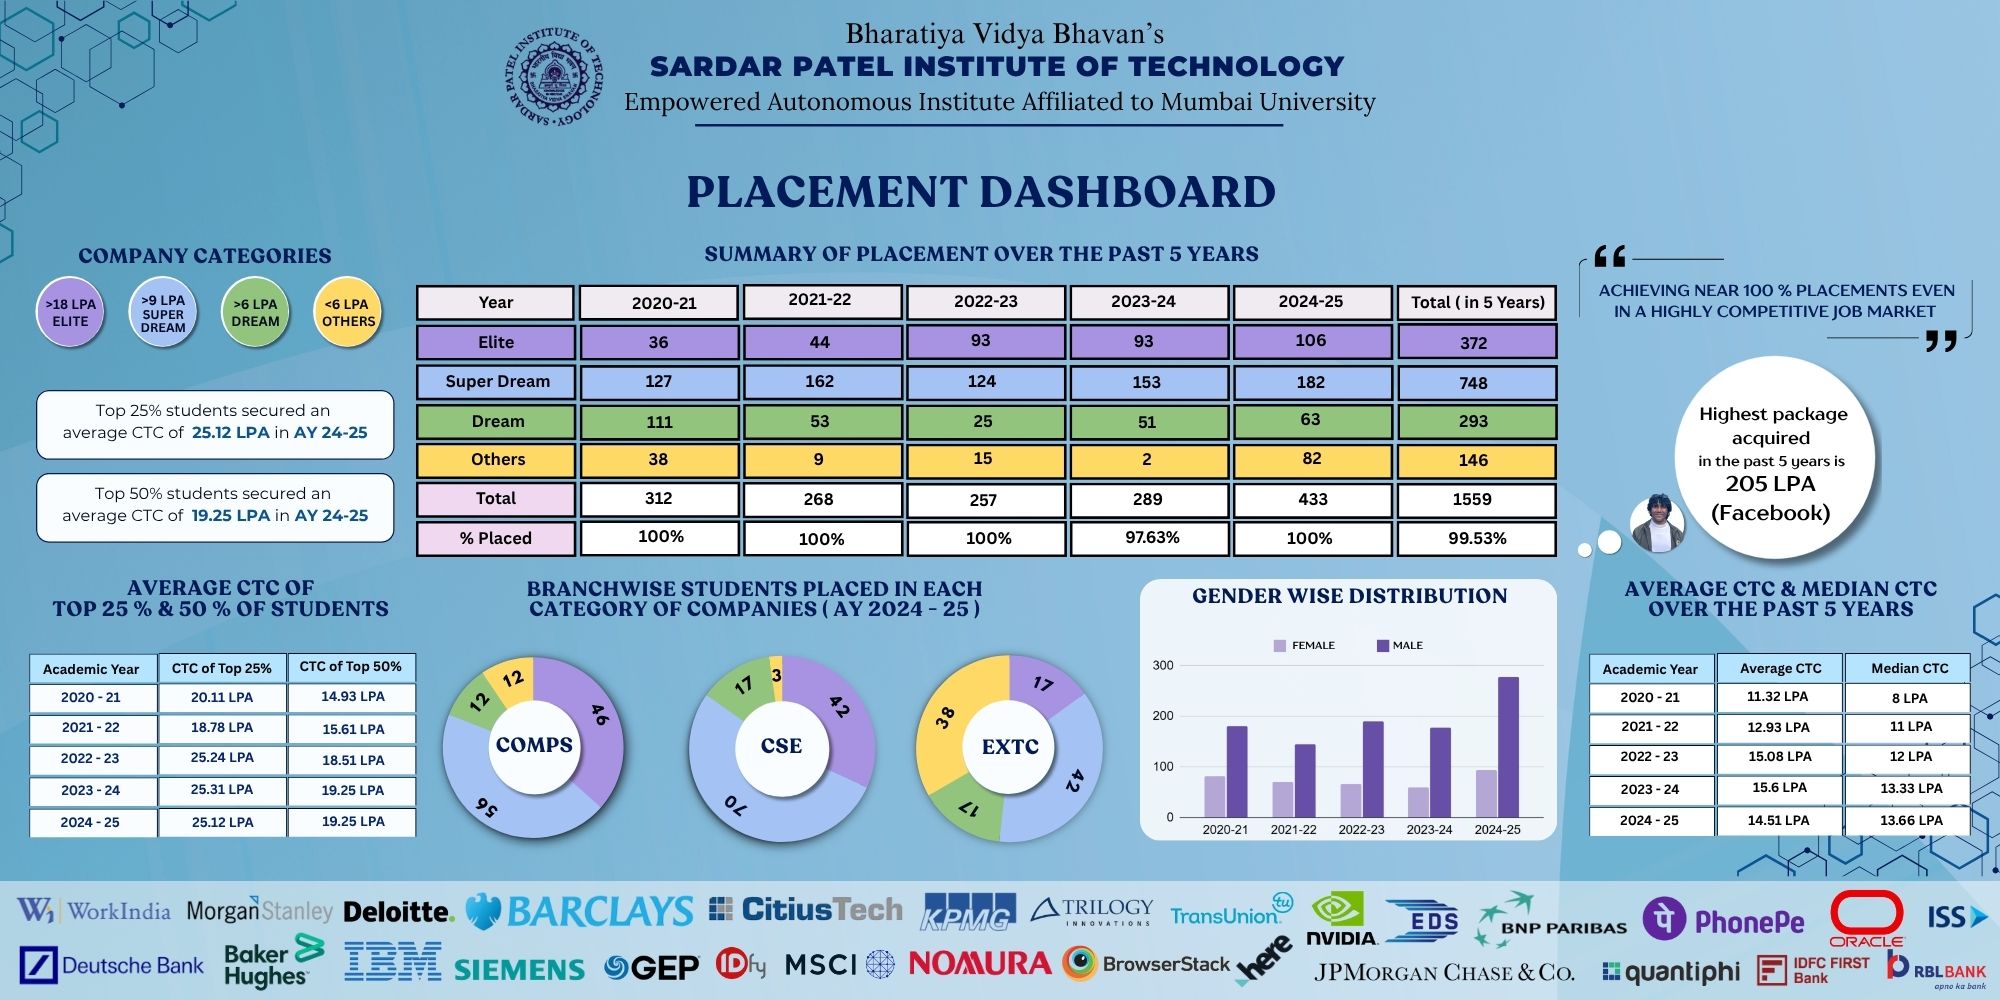 Bharatiya Vidya Bhavan's
SARDAR PATEL INSTITUTE OF TECHNOLOGY
Empowered Autonomous Institute Affiliated to Mumbai University
SARDAR PATEL INSTITUTE OF TECHNOLOGY
PLACEMENT DASHBOARD
COMPANY CATEGORIES
>18 LPA
ELITE
>9 LPA
SUPER
DREAM
>6 LPA
DREAM
<6 LPA
OTHERS
Top 25% students secured an
average CTC of 25.12 LPA in AY 24-25
Top 50% students secured an
average CTC of 19.25 LPA in AY 24-25
SUMMARY OF PLACEMENT OVER THE PAST 5 YEARS
Year 2020-21 2021-22 2022-23 2023-24 2024-25 Total ( in 5 Years)
Elite 36 44 93 93 106 372
Super Dream 127 162 124 153 182 748
Dream 111 53 25 51 63 293
Others 38 9 15 2 82 146
Total 312 268 257 289 433 1559
% Placed 100% 100% 100% 97.63% 100% 99.53%
“
ACHIEVING NEAR 100 % PLACEMENTS EVEN
IN A HIGHLY COMPETITIVE JOB MARKET
”
Highest package
acquired
in the past 5 years is
205 LPA
(Facebook)
AVERAGE CTC OF
TOP 25 % & 50 % OF STUDENTS
Academic Year CTC of Top 25% CTC of Top 50%
2020 - 21 20.11 LPA 14.93 LPA
2021 - 22 18.78 LPA 15.61 LPA
2022 - 23 25.24 LPA 18.51 LPA
2023 - 24 25.31 LPA 19.25 LPA
2024 - 25 25.12 LPA 19.25 LPA
BRANCHWISE STUDENTS PLACED IN EACH
CATEGORY OF COMPANIES ( AY 2024 - 25 )
COMPS
46
56
12
12
CSE
42
70
17
3
EXTC
17
42
17
38
GENDER WISE DISTRIBUTION
FEMALE MALE
300
200
100
0
2020-21 2021-22 2022-23 2023-24 2024-25
AVERAGE CTC & MEDIAN CTC
OVER THE PAST 5 YEARS
Academic Year Average CTC Median CTC
2020 - 21 11.32 LPA 8 LPA
2021 - 22 12.93 LPA 11 LPA
2022 - 23 15.08 LPA 12 LPA
2023 - 24 15.6 LPA 13.33 LPA
2024 - 25 14.51 LPA 13.66 LPA
WorkIndia
Morgan Stanley
Deloitte.
BARCLAYS
CitiusTech
KPMG
TRILOGY
INNOVATIONS
TransUnion
tu
NVIDIA.
EDS
BNP PARIBAS
पे PhonePe
ORACLE
ISS
Deutsche Bank
Baker
Hughes
IBM
SIEMENS
GEP
IDfy
MSCI
NOMURA
BrowserStack
here
JPMORGAN CHASE & CO.
quantiphi
IDFC FIRST
Bank
RBLBANK
apno ka bank